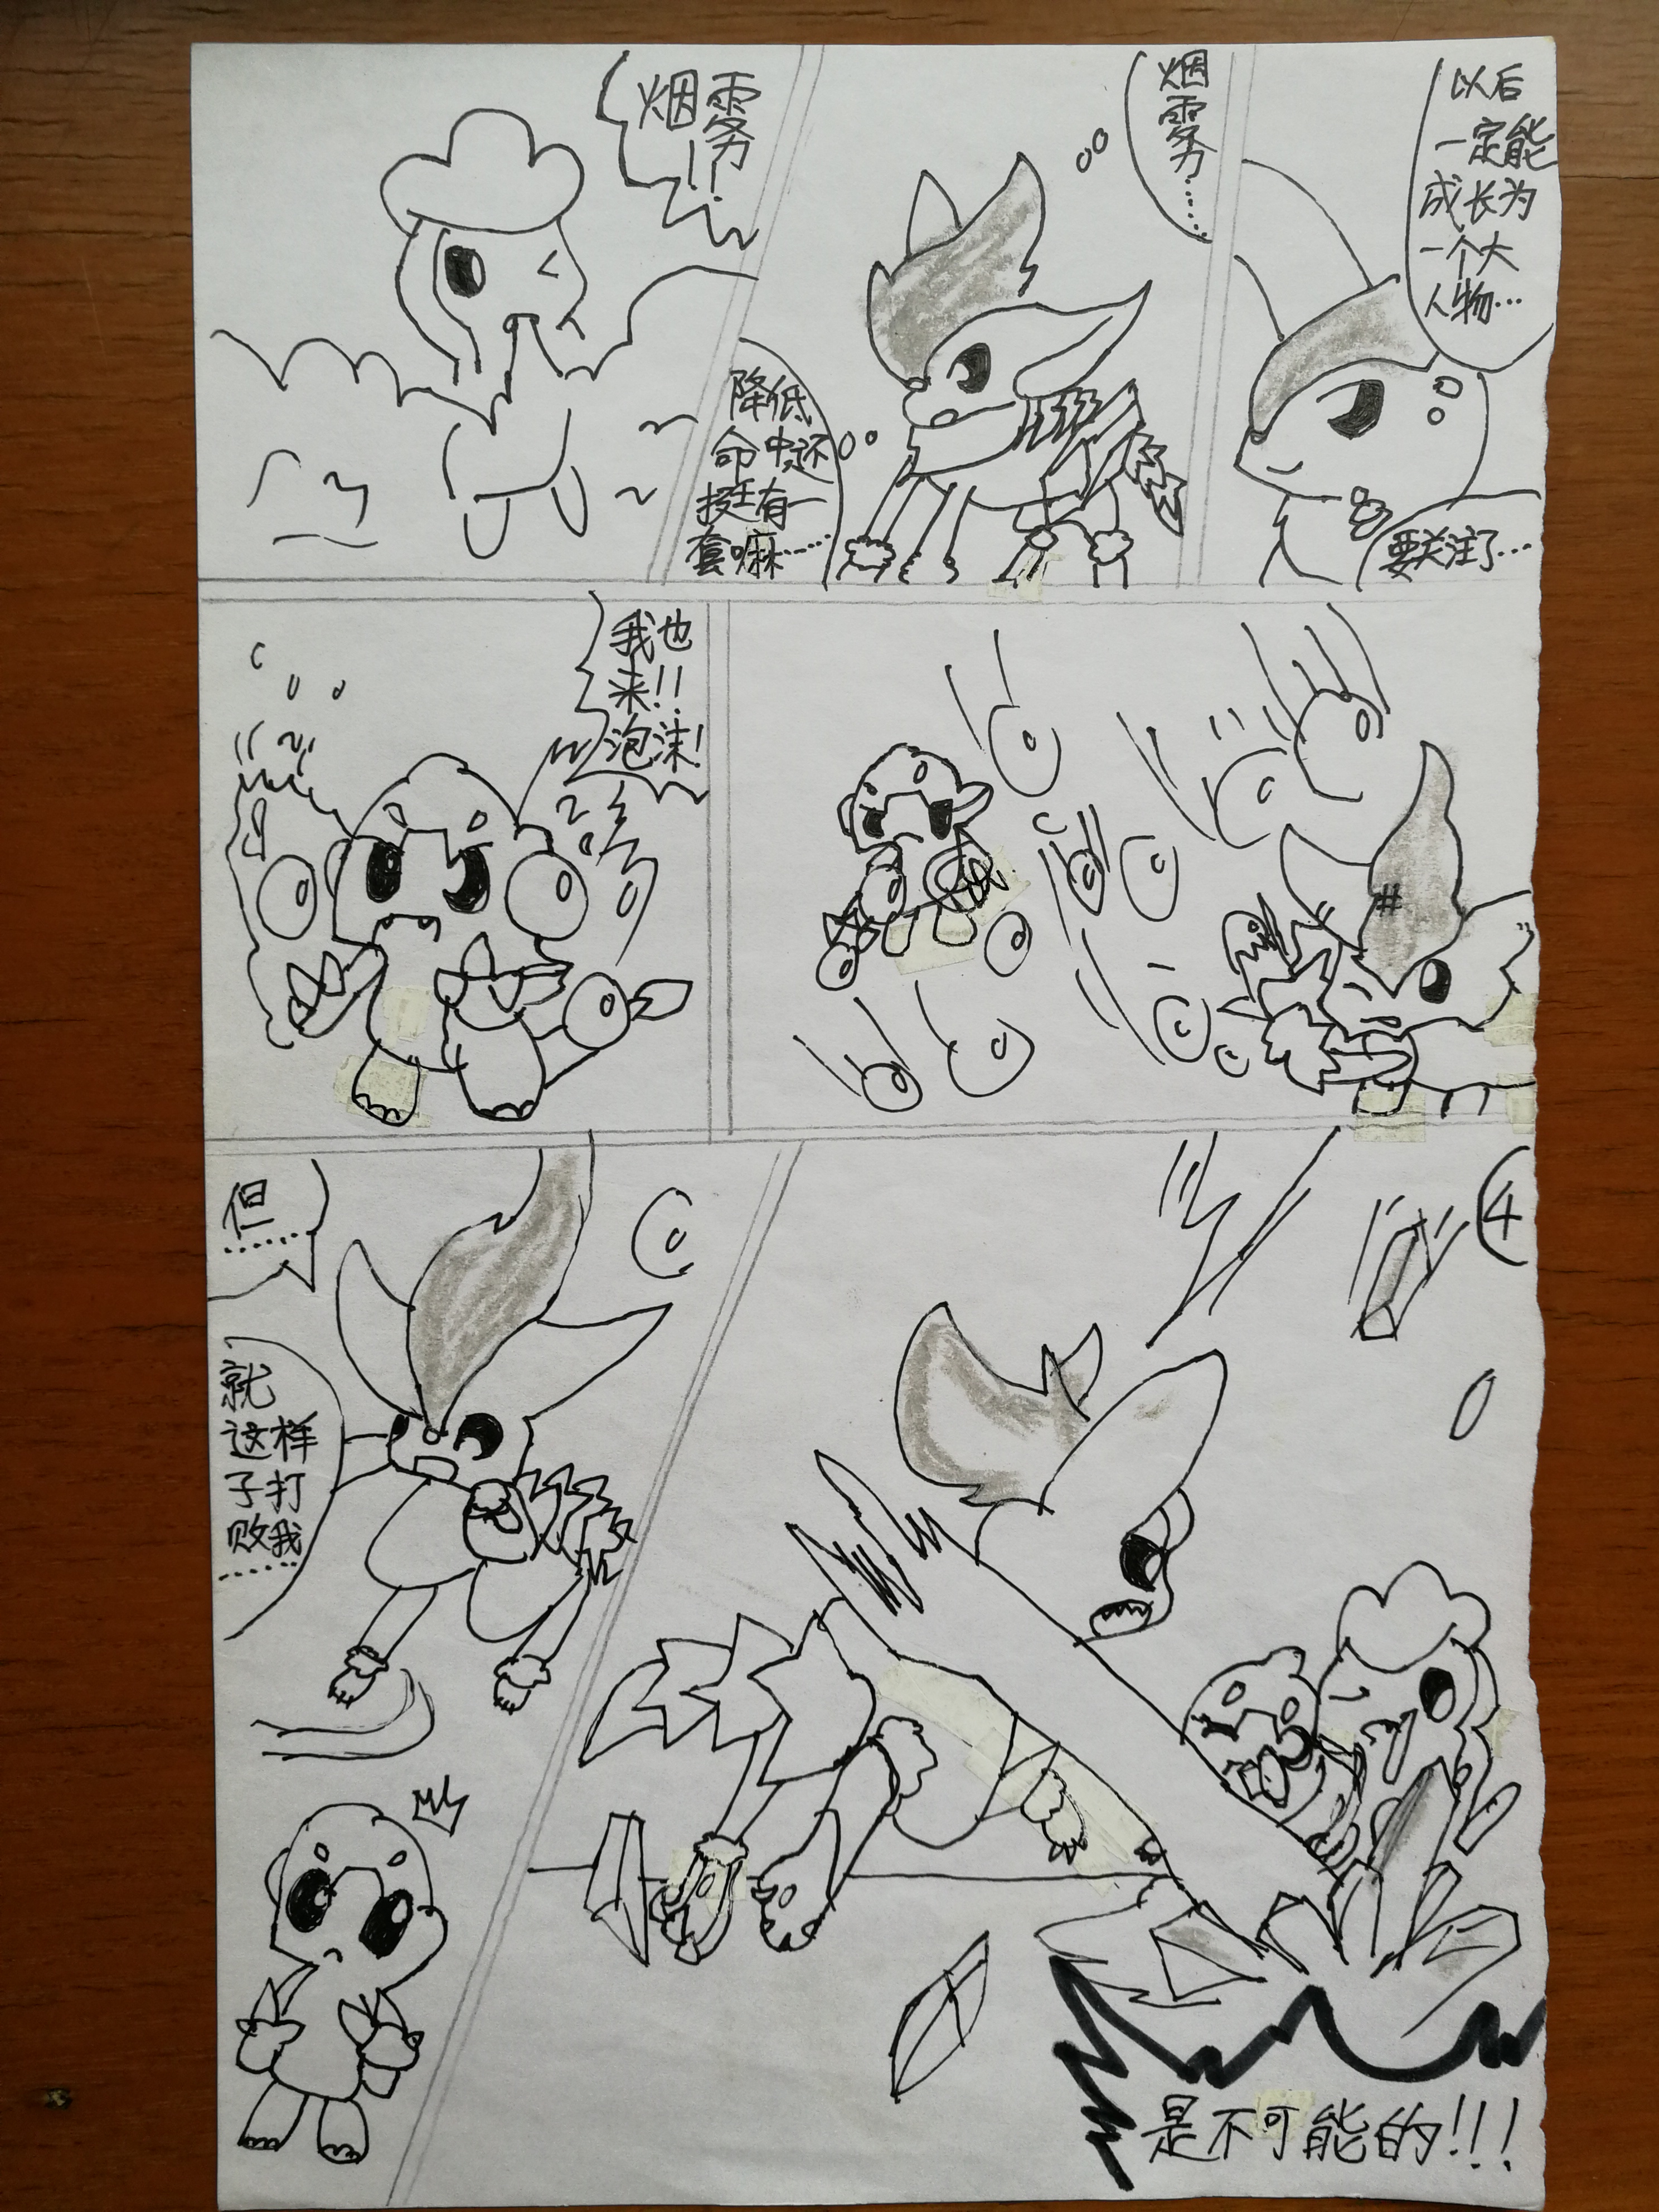 烟雾!!
烟雾……
降低
命中还
挺有一
套嘛……
以后
一定能
成长为
一个大
人物…
要关注了…
我也
来!!
泡沫!
但……
就
这样
子打
败我
……
④
是不可能的!!!